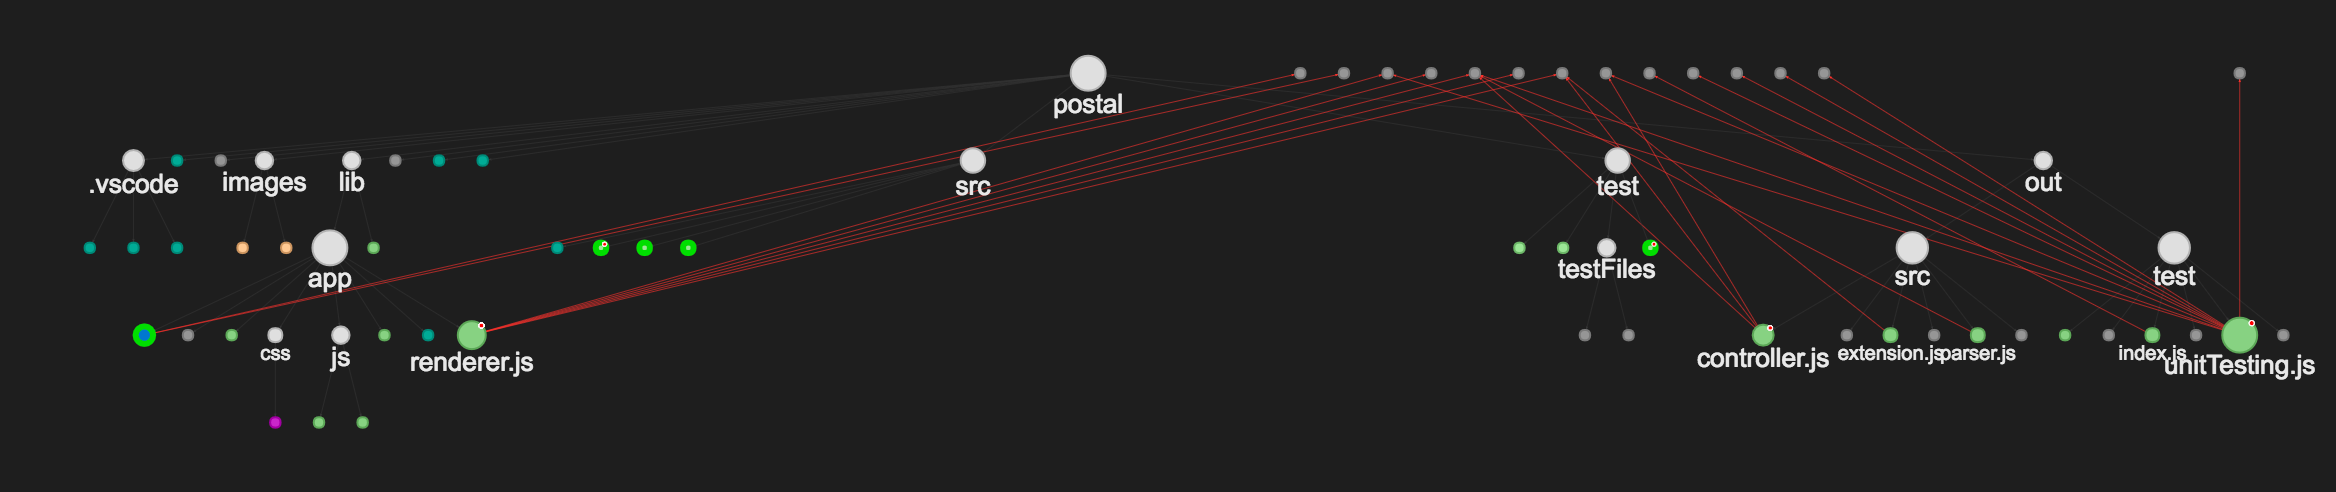 postal
.vscode
images
lib
src
test
out
app
testFiles
src
test
css
js
renderer.js
controller.js
extension.js
parser.js
index.js
unitTesting.js